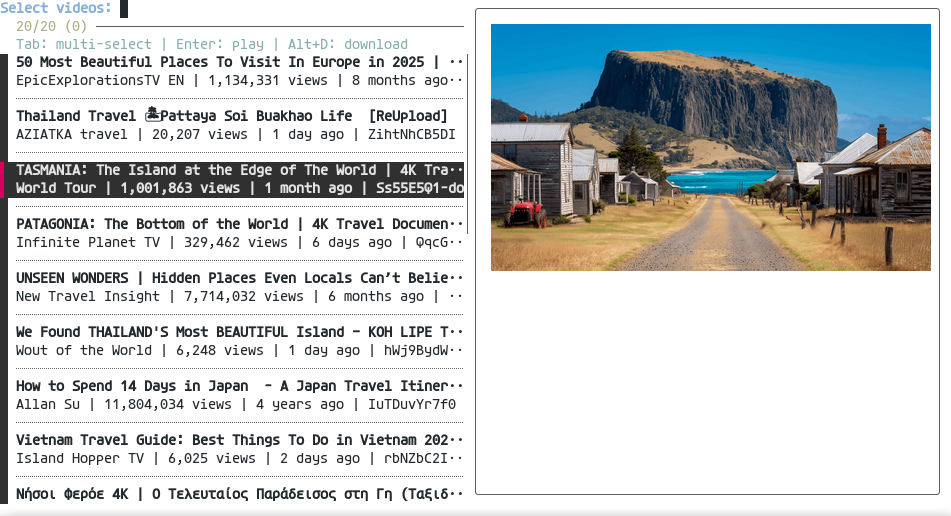 Select videos:
20/20 (0)
Tab: multi-select | Enter: play | Alt+D: download
50 Most Beautiful Places To Visit In Europe in 2025 | ··
EpicExplorationsTV EN | 1,134,331 views | 8 months ago··
Thailand Travel 🏝Pattaya Soi Buakhao Life  [ReUpload]
AZIATKA travel | 20,207 views | 1 day ago | ZihtNhCB5DI
TASMANIA: The Island at the Edge of The World | 4K Tra··
World Tour | 1,001,863 views | 1 month ago | Ss55E5Q1-do
PATAGONIA: The Bottom of the World | 4K Travel Documen··
Infinite Planet TV | 329,462 views | 6 days ago | QqcG··
UNSEEN WONDERS | Hidden Places Even Locals Can’t Belie··
New Travel Insight | 7,714,032 views | 6 months ago | ··
We Found THAILAND'S Most BEAUTIFUL Island – KOH LIPE T··
Wout of the World | 6,248 views | 1 day ago | hWj9BydW··
How to Spend 14 Days in Japan  - A Japan Travel Itiner··
Allan Su | 11,804,034 views | 4 years ago | IuTDuvYr7f0
Vietnam Travel Guide: Best Things To Do in Vietnam 202··
Island Hopper TV | 6,025 views | 2 days ago | rbNZbC2I··
Νήσοι Φερόε 4K | Ο Τελευταίος Παράδεισος στη Γη (Ταξιδ··